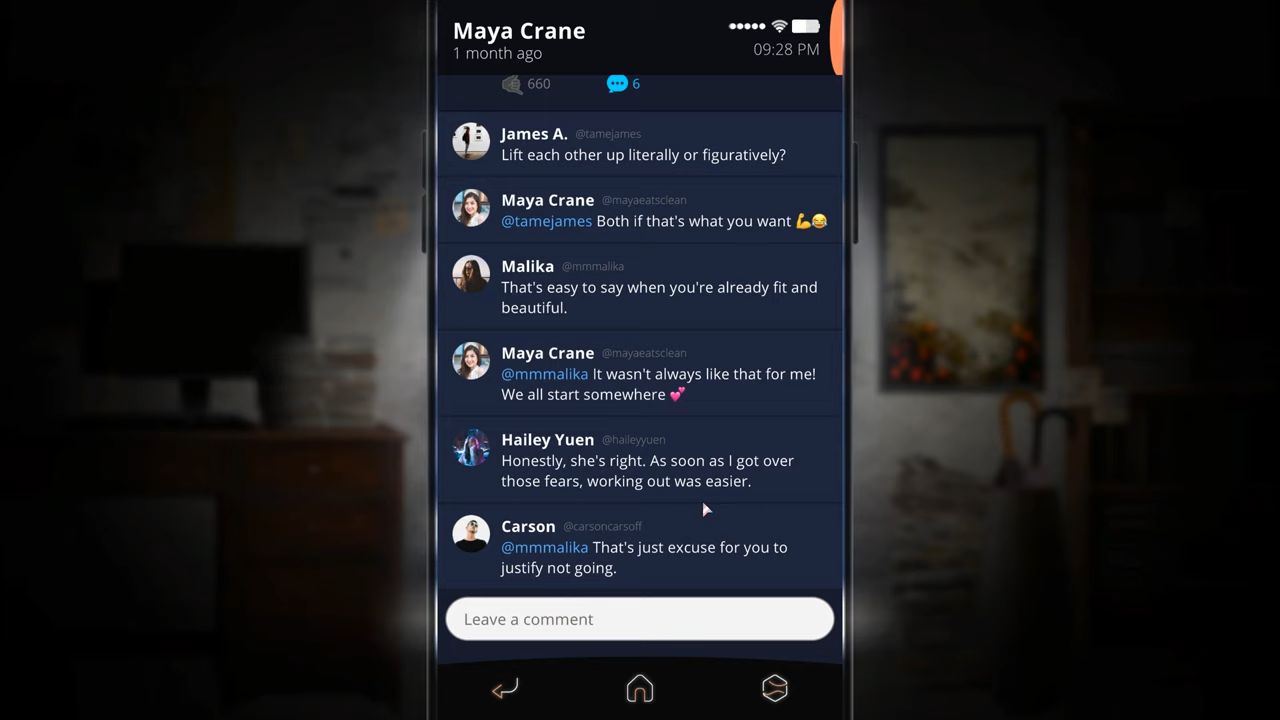 Maya Crane
1 month ago
09:28 PM
660
6
James A. @tamejames
Lift each other up literally or figuratively?
Maya Crane @mayaeatsclean
@tamejames Both if that's what you want 💪😂
Malika @mmmalika
That's easy to say when you're already fit and
beautiful.
Maya Crane @mayaeatsclean
@mmmalika It wasn't always like that for me!
We all start somewhere 💕
Hailey Yuen @haileyyuen
Honestly, she's right. As soon as I got over
those fears, working out was easier.
Carson @carsoncarsoff
@mmmalika That's just excuse for you to
justify not going.
Leave a comment